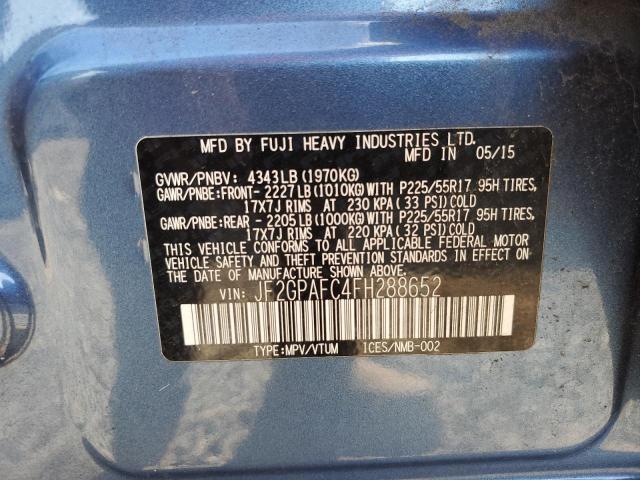 MFD BY FUJI HEAVY INDUSTRIES LTD.
MFD IN 05/15
GVWR/PNBV: 4343LB(1970KG)
GAWR/PNBE:FRONT- 2227LB(1010KG)WITH P225/55R17 95H TIRES,
17X7J RIMS AT 230 KPA ( 33 PSI)COLD
GAWR/PNBE:REAR - 2205LB(1000KG)WITH P225/55R17 95H TIRES,
17X7J RIMS AT 220 KPA ( 32 PSI)COLD
THIS VEHICLE CONFORMS TO ALL APPLICABLE FEDERAL MOTOR
VEHICLE SAFETY AND THEFT PREVENTION STANDARDS IN EFFECT ON
THE DATE OF MANUFACTURE SHOWN ABOVE.
VIN: JF2GPAFC4FH288652
TYPE:MPV/VTUM ICES/NMB-002